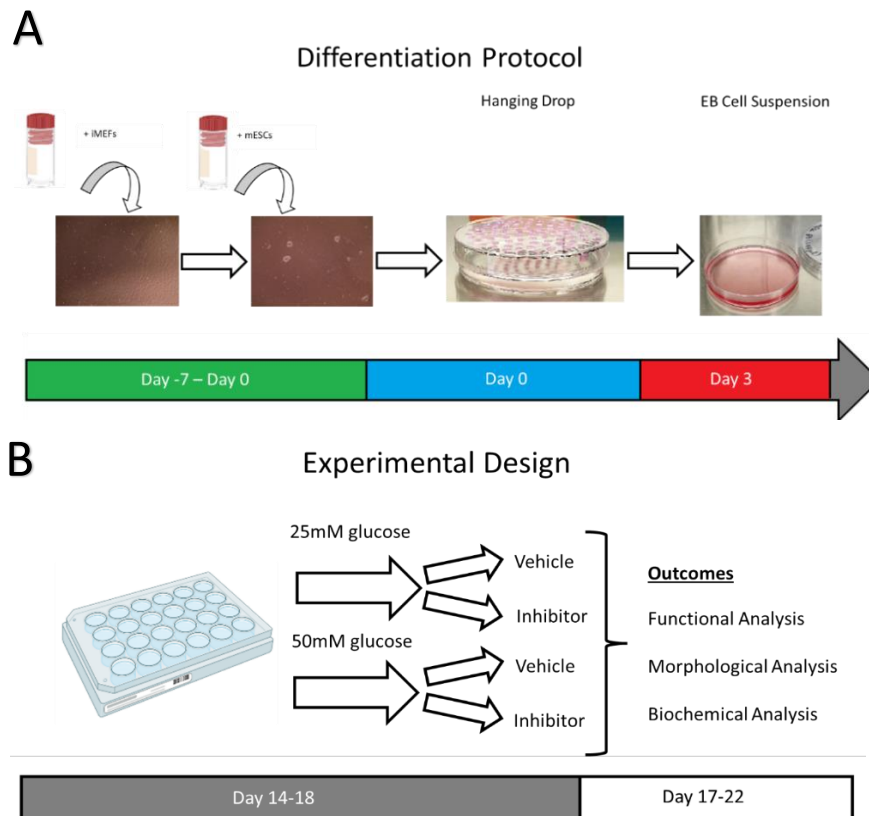 A
Differentiation Protocol
Hanging Drop
EB Cell Suspension
+ iMEFs
+ mESCs
Day -7 – Day 0
Day 0
Day 3
B
Experimental Design
25mM glucose
Vehicle
Inhibitor
50mM glucose
Vehicle
Inhibitor
Outcomes
Functional Analysis
Morphological Analysis
Biochemical Analysis
Day 14-18
Day 17-22